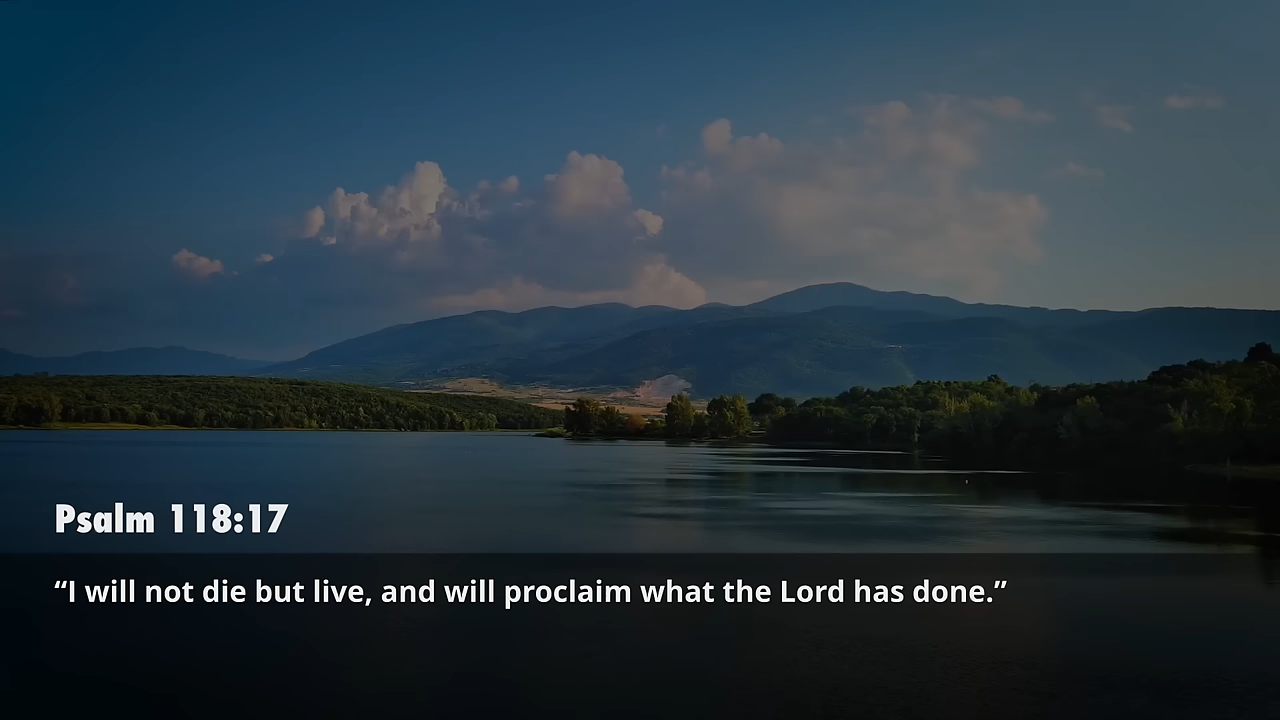 Psalm 118:17
“I will not die but live, and will proclaim what the Lord has done.”